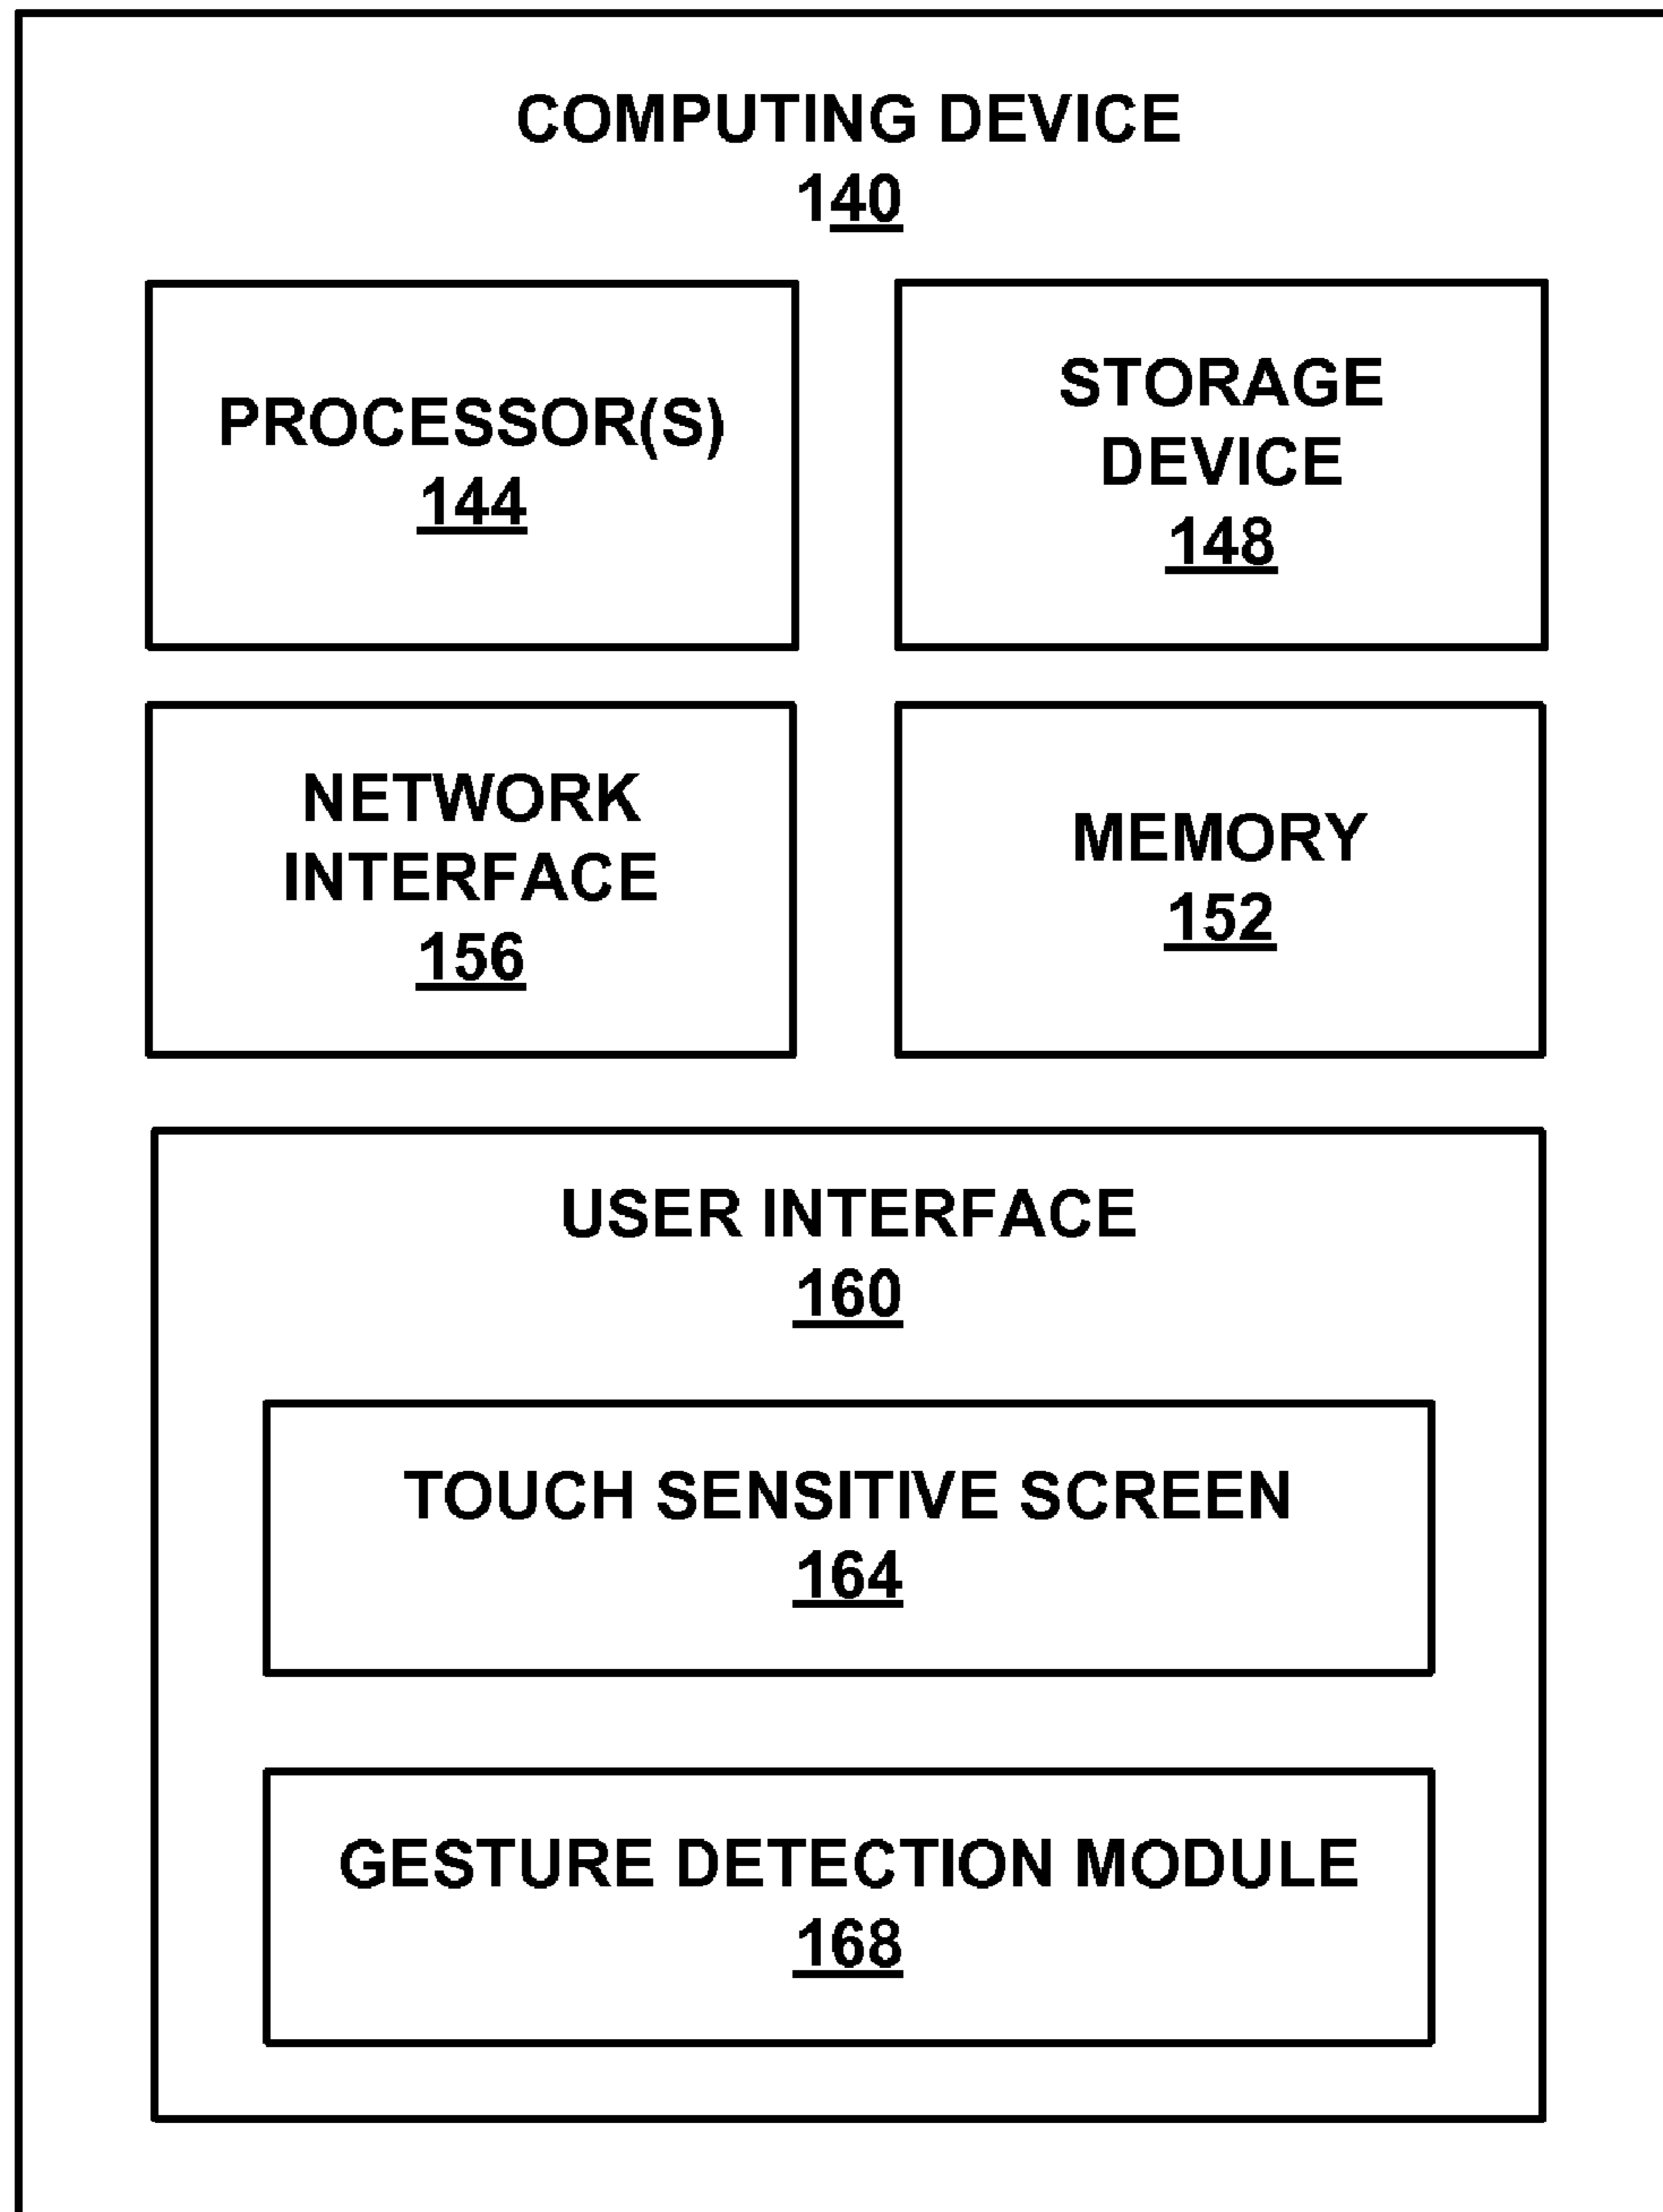 COMPUTING DEVICE
140
PROCESSOR(S)
144
STORAGE
DEVICE
148
NETWORK
INTERFACE
156
MEMORY
152
USER INTERFACE
160
TOUCH SENSITIVE SCREEN
164
GESTURE DETECTION MODULE
168